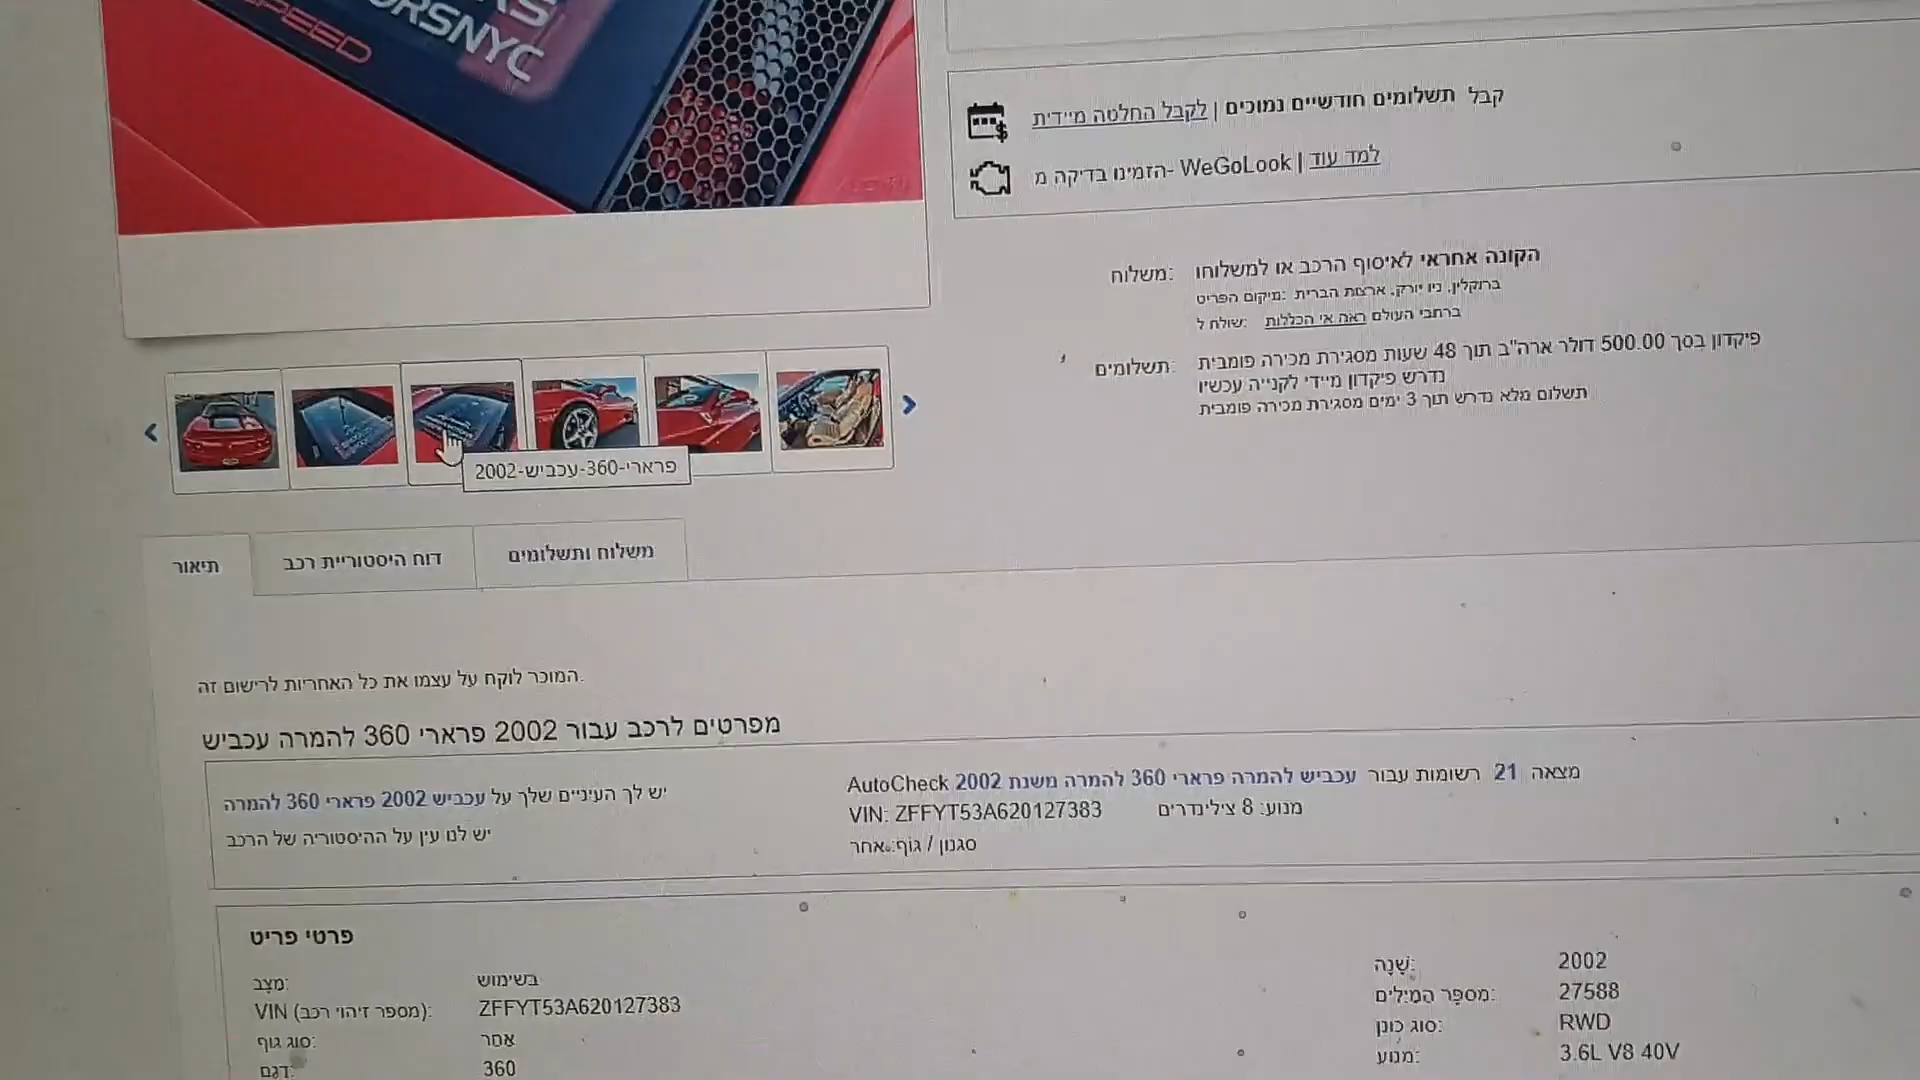 SPEED
ORSNYC
קבל תשלומים חודשיים נמוכים | לקבל החלטה מיידית
הזמינו בדיקה מ- WeGoLook | למד עוד
משלוח: הקונה אחראי לאיסוף הרכב או למשלוחו
מיקום הפריט: ברוקלין, ניו יורק, ארצות הברית
שולח ל: ברחבי העולם ראה אי הכללות
תשלומים: פיקדון בסך 500.00 דולר ארה"ב תוך 48 שעות מסגירת מכירה פומבית
נדרש פיקדון מיידי לקנייה עכשיו
תשלום מלא נדרש תוך 3 ימים מסגירת מכירה פומבית
פרארי-360-עכביש-2002
תיאור
דוח היסטוריית רכב
משלוח ותשלומים
המוכר לוקח על עצמו את כל האחריות לרישום זה.
מפרטים לרכב עבור 2002 פרארי 360 להמרה עכביש
יש לך העיניים שלך על עכביש 2002 פרארי 360 להמרה
יש לנו עין על ההיסטוריה של הרכב
AutoCheck מצאה 21 רשומות עבור עכביש להמרה פרארי 360 להמרה משנת 2002
VIN: ZFFYT53A620127383 מנוע: 8 צילינדרים
סגנון / גוף: אחר
פרטי פריט
מצב: בשימוש
VIN (מספר זיהוי רכב): ZFFYT53A620127383
סוג גוף: אחר
דגם: 360
שָׁנָה: 2002
מספר המיילים: 27588
סוג כונן: RWD
מנוע: 3.6L V8 40V